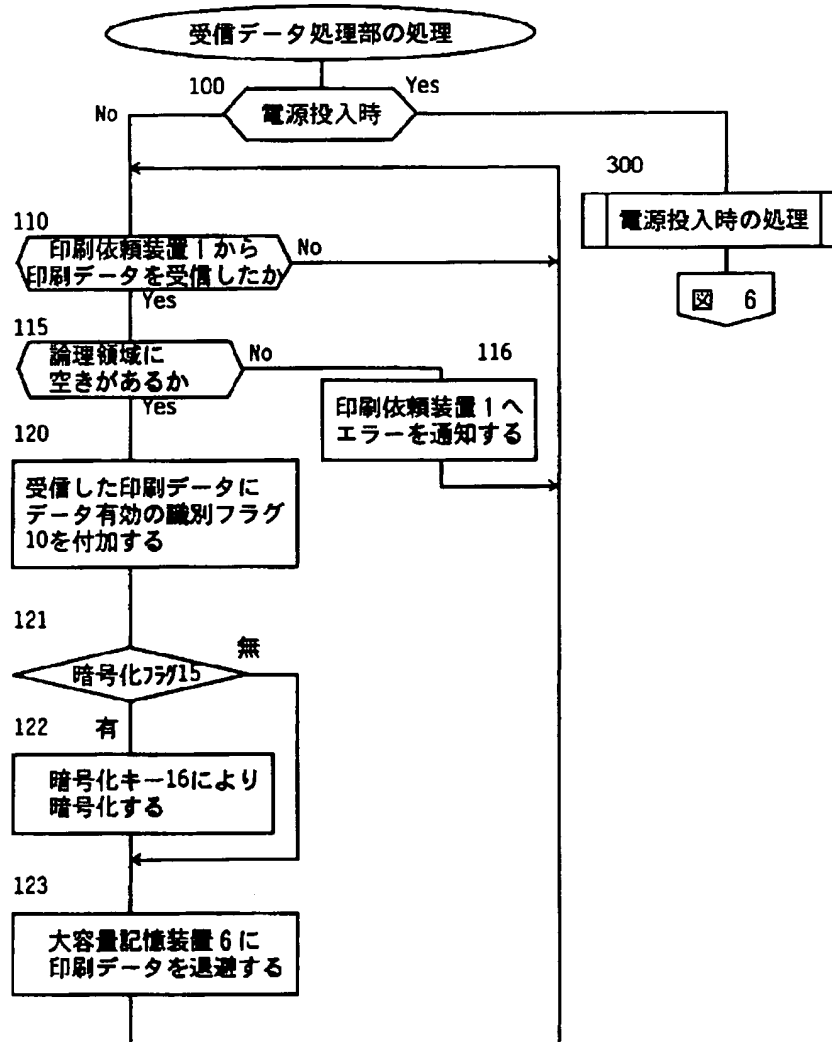 受信データ処理部の処理
100
Yes
No
電源投入時
300
電源投入時の処理
図 6
110
印刷依頼装置1から
印刷データを受信したか
No
Yes
115
論理領域に
空きがあるか
No
Yes
116
印刷依頼装置1へ
エラーを通知する
120
受信した印刷データに
データ有効の識別フラグ
10を付加する
121
暗号化フラグ15
無
有
122
暗号化キー16により
暗号化する
123
大容量記憶装置6に
印刷データを退避する